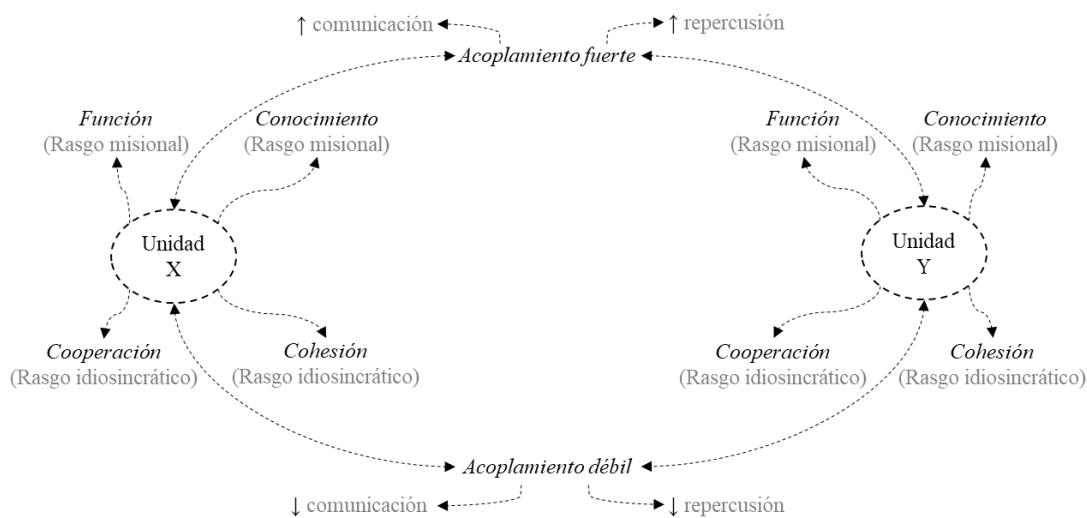 ↑ comunicación
↑ repercusión
Acoplamiento fuerte
Función
(Rasgo misional)
Conocimiento
(Rasgo misional)
Función
(Rasgo misional)
Conocimiento
(Rasgo misional)
Unidad
X
Unidad
Y
Cooperación
(Rasgo idiosincrático)
Cohesión
(Rasgo idiosincrático)
Cooperación
(Rasgo idiosincrático)
Cohesión
(Rasgo idiosincrático)
Acoplamiento débil
↓ comunicación
↓ repercusión